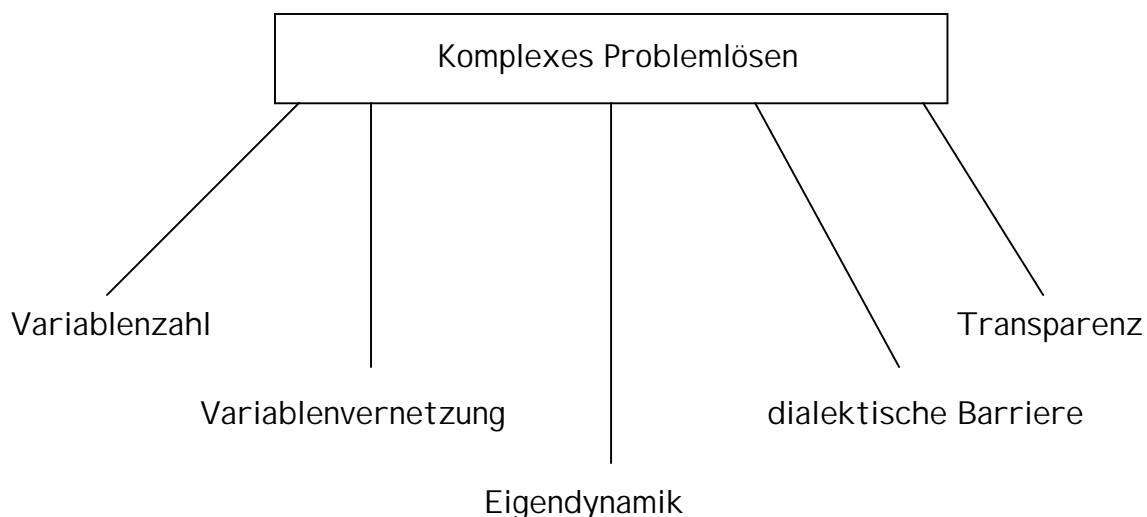 Komplexes Problemlösen
Variablenzahl
Transparenz
Variablenvernetzung
dialektische Barriere
Eigendynamik